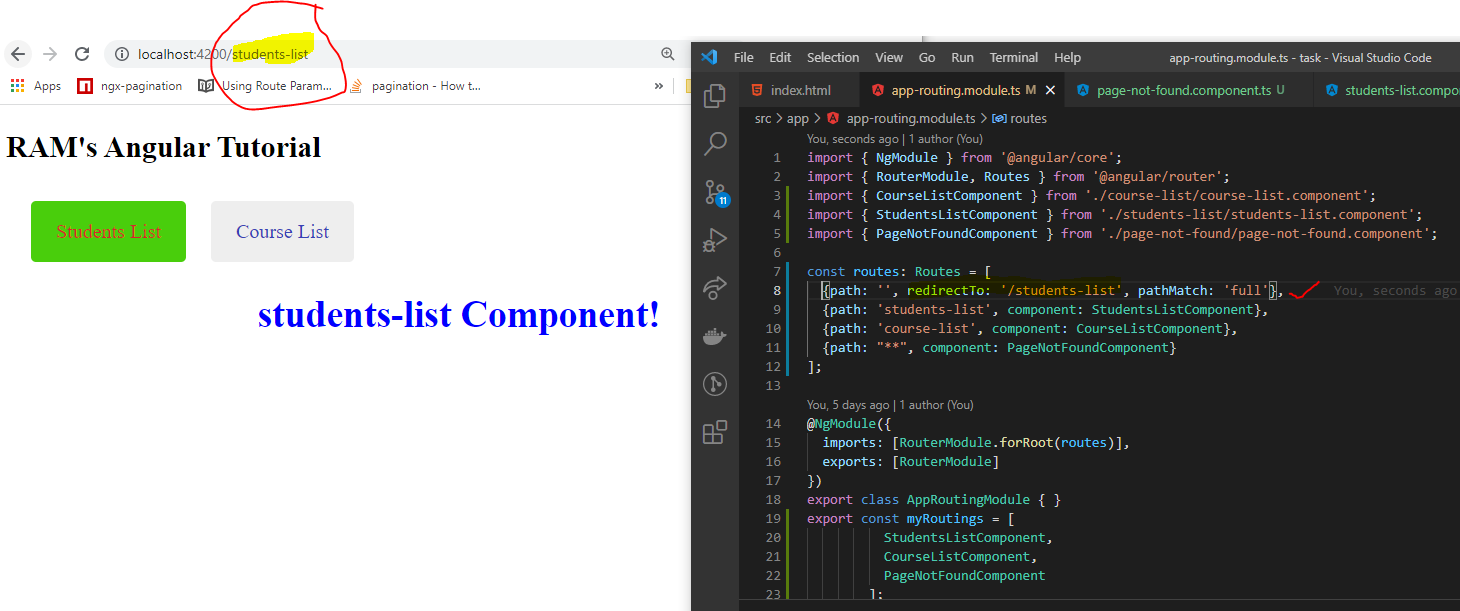 localhost:4200/students-list
Apps ngx-pagination Using Route Param... pagination - How t... »
RAM's Angular Tutorial
Students List Course List
students-list Component!
File Edit Selection View Go Run Terminal Help app-routing.module.ts - task - Visual Studio Code
index.html app-routing.module.ts M × page-not-found.component.ts U students-list.compo
src > app > app-routing.module.ts > routes
You, seconds ago | 1 author (You)
1 import { NgModule } from '@angular/core';
2 import { RouterModule, Routes } from '@angular/router';
3 import { CourseListComponent } from './course-list/course-list.component';
4 import { StudentsListComponent } from './students-list/students-list.component';
5 import { PageNotFoundComponent } from './page-not-found/page-not-found.component';
6
7 const routes: Routes = [
8 {path: '', redirectTo: '/students-list', pathMatch: 'full'}, You, seconds ago
9 {path: 'students-list', component: StudentsListComponent},
10 {path: 'course-list', component: CourseListComponent},
11 {path: "**", component: PageNotFoundComponent}
12 ];
13
You, 5 days ago | 1 author (You)
14 @NgModule({
15 imports: [RouterModule.forRoot(routes)],
16 exports: [RouterModule]
17 })
18 export class AppRoutingModule { }
19 export const myRoutings = [
20 StudentsListComponent,
21 CourseListComponent,
22 PageNotFoundComponent
23 ];
11